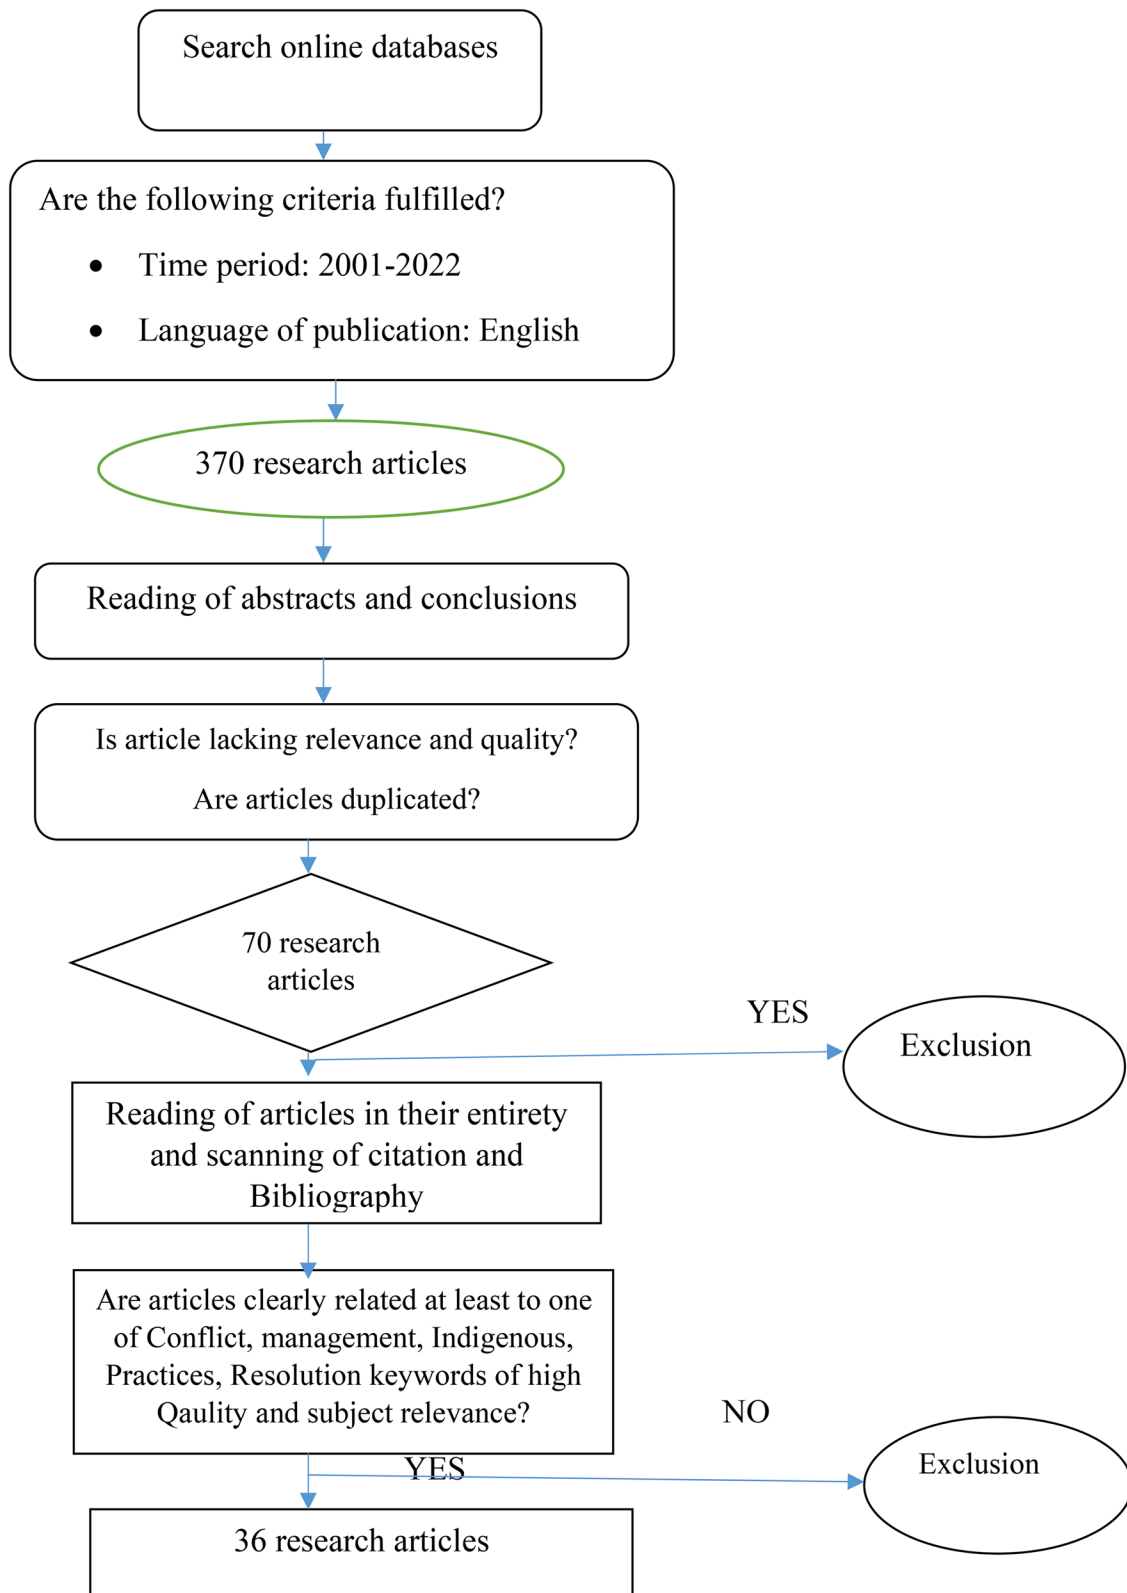 Search online databases
Are the following criteria fulfilled?
• Time period: 2001-2022
• Language of publication: English
370 research articles
Reading of abstracts and conclusions
Is article lacking relevance and quality?
Are articles duplicated?
70 research
articles
YES
Exclusion
Reading of articles in their entirety
and scanning of citation and
Bibliography
Are articles clearly related at least to one
of Conflict, management, Indigenous,
Practices, Resolution keywords of high
Qaulity and subject relevance?
NO
YES
Exclusion
36 research articles